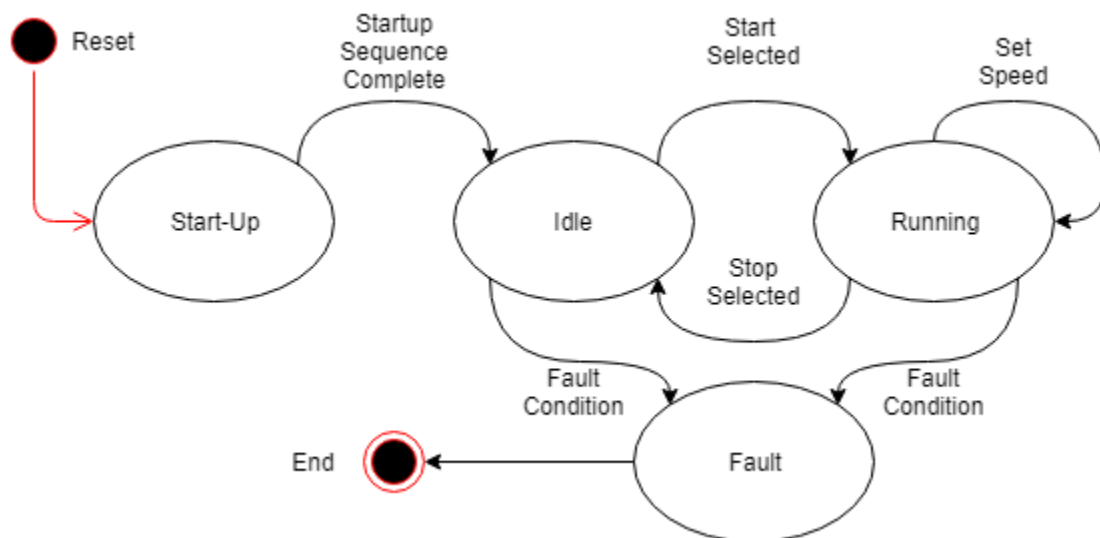 Reset
Startup
Sequence
Complete
Start
Selected
Set
Speed
Start-Up
Idle
Running
Stop
Selected
Fault
Condition
Fault
Condition
End
Fault